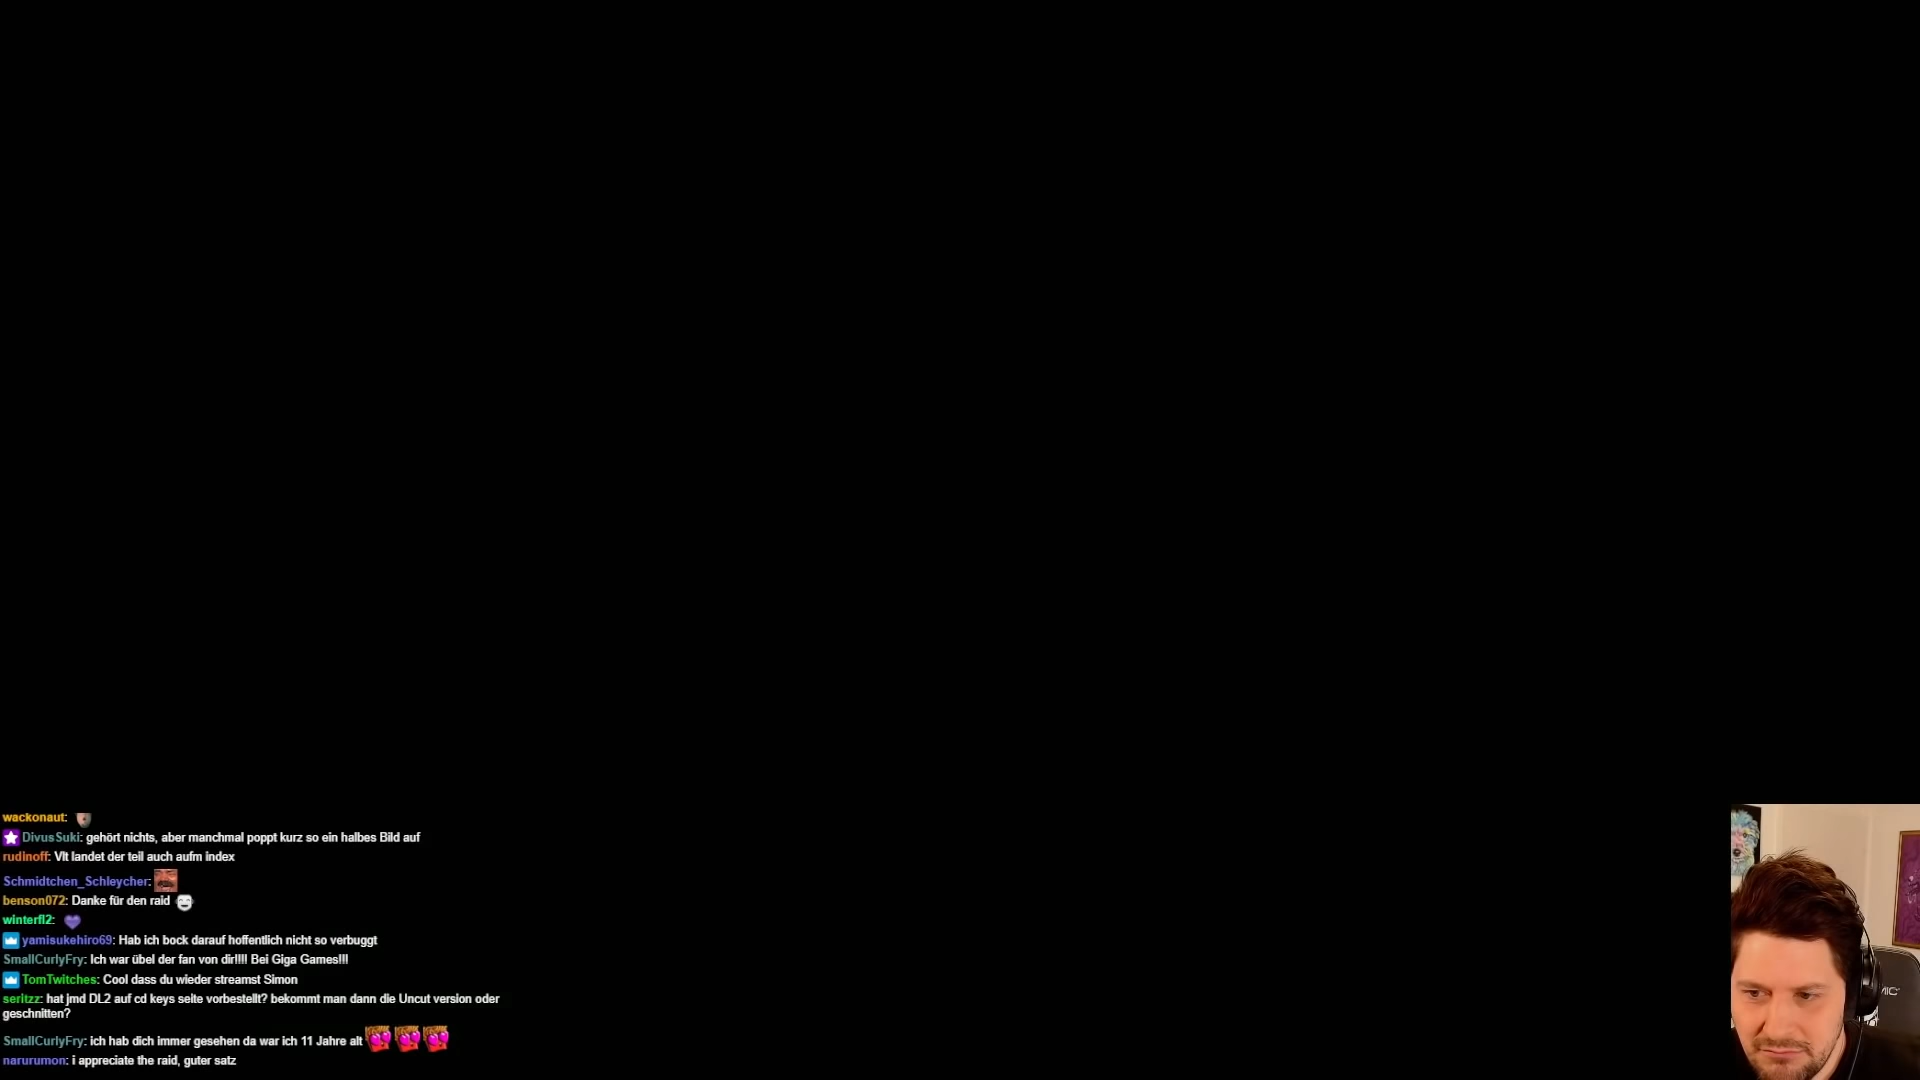 wackonaut:
DivusSuki: gehört nichts, aber manchmal poppt kurz so ein halbes Bild auf
rudinoff: Vlt landet der teil auch aufm index
Schmidtchen_Schleycher:
benson072: Danke für den raid
winterfl2:
yamisukehiro69: Hab ich bock darauf hoffentlich nicht so verbuggt
SmallCurlyFry: Ich war übel der fan von dir!!!! Bei Giga Games!!!
TomTwitches: Cool dass du wieder streamst Simon
seritzz: hat jmd DL2 auf cd keys seite vorbestellt? bekommt man dann die Uncut version oder
geschnitten?
SmallCurlyFry: ich hab dich immer gesehen da war ich 11 Jahre alt
narurumon: i appreciate the raid, guter satz